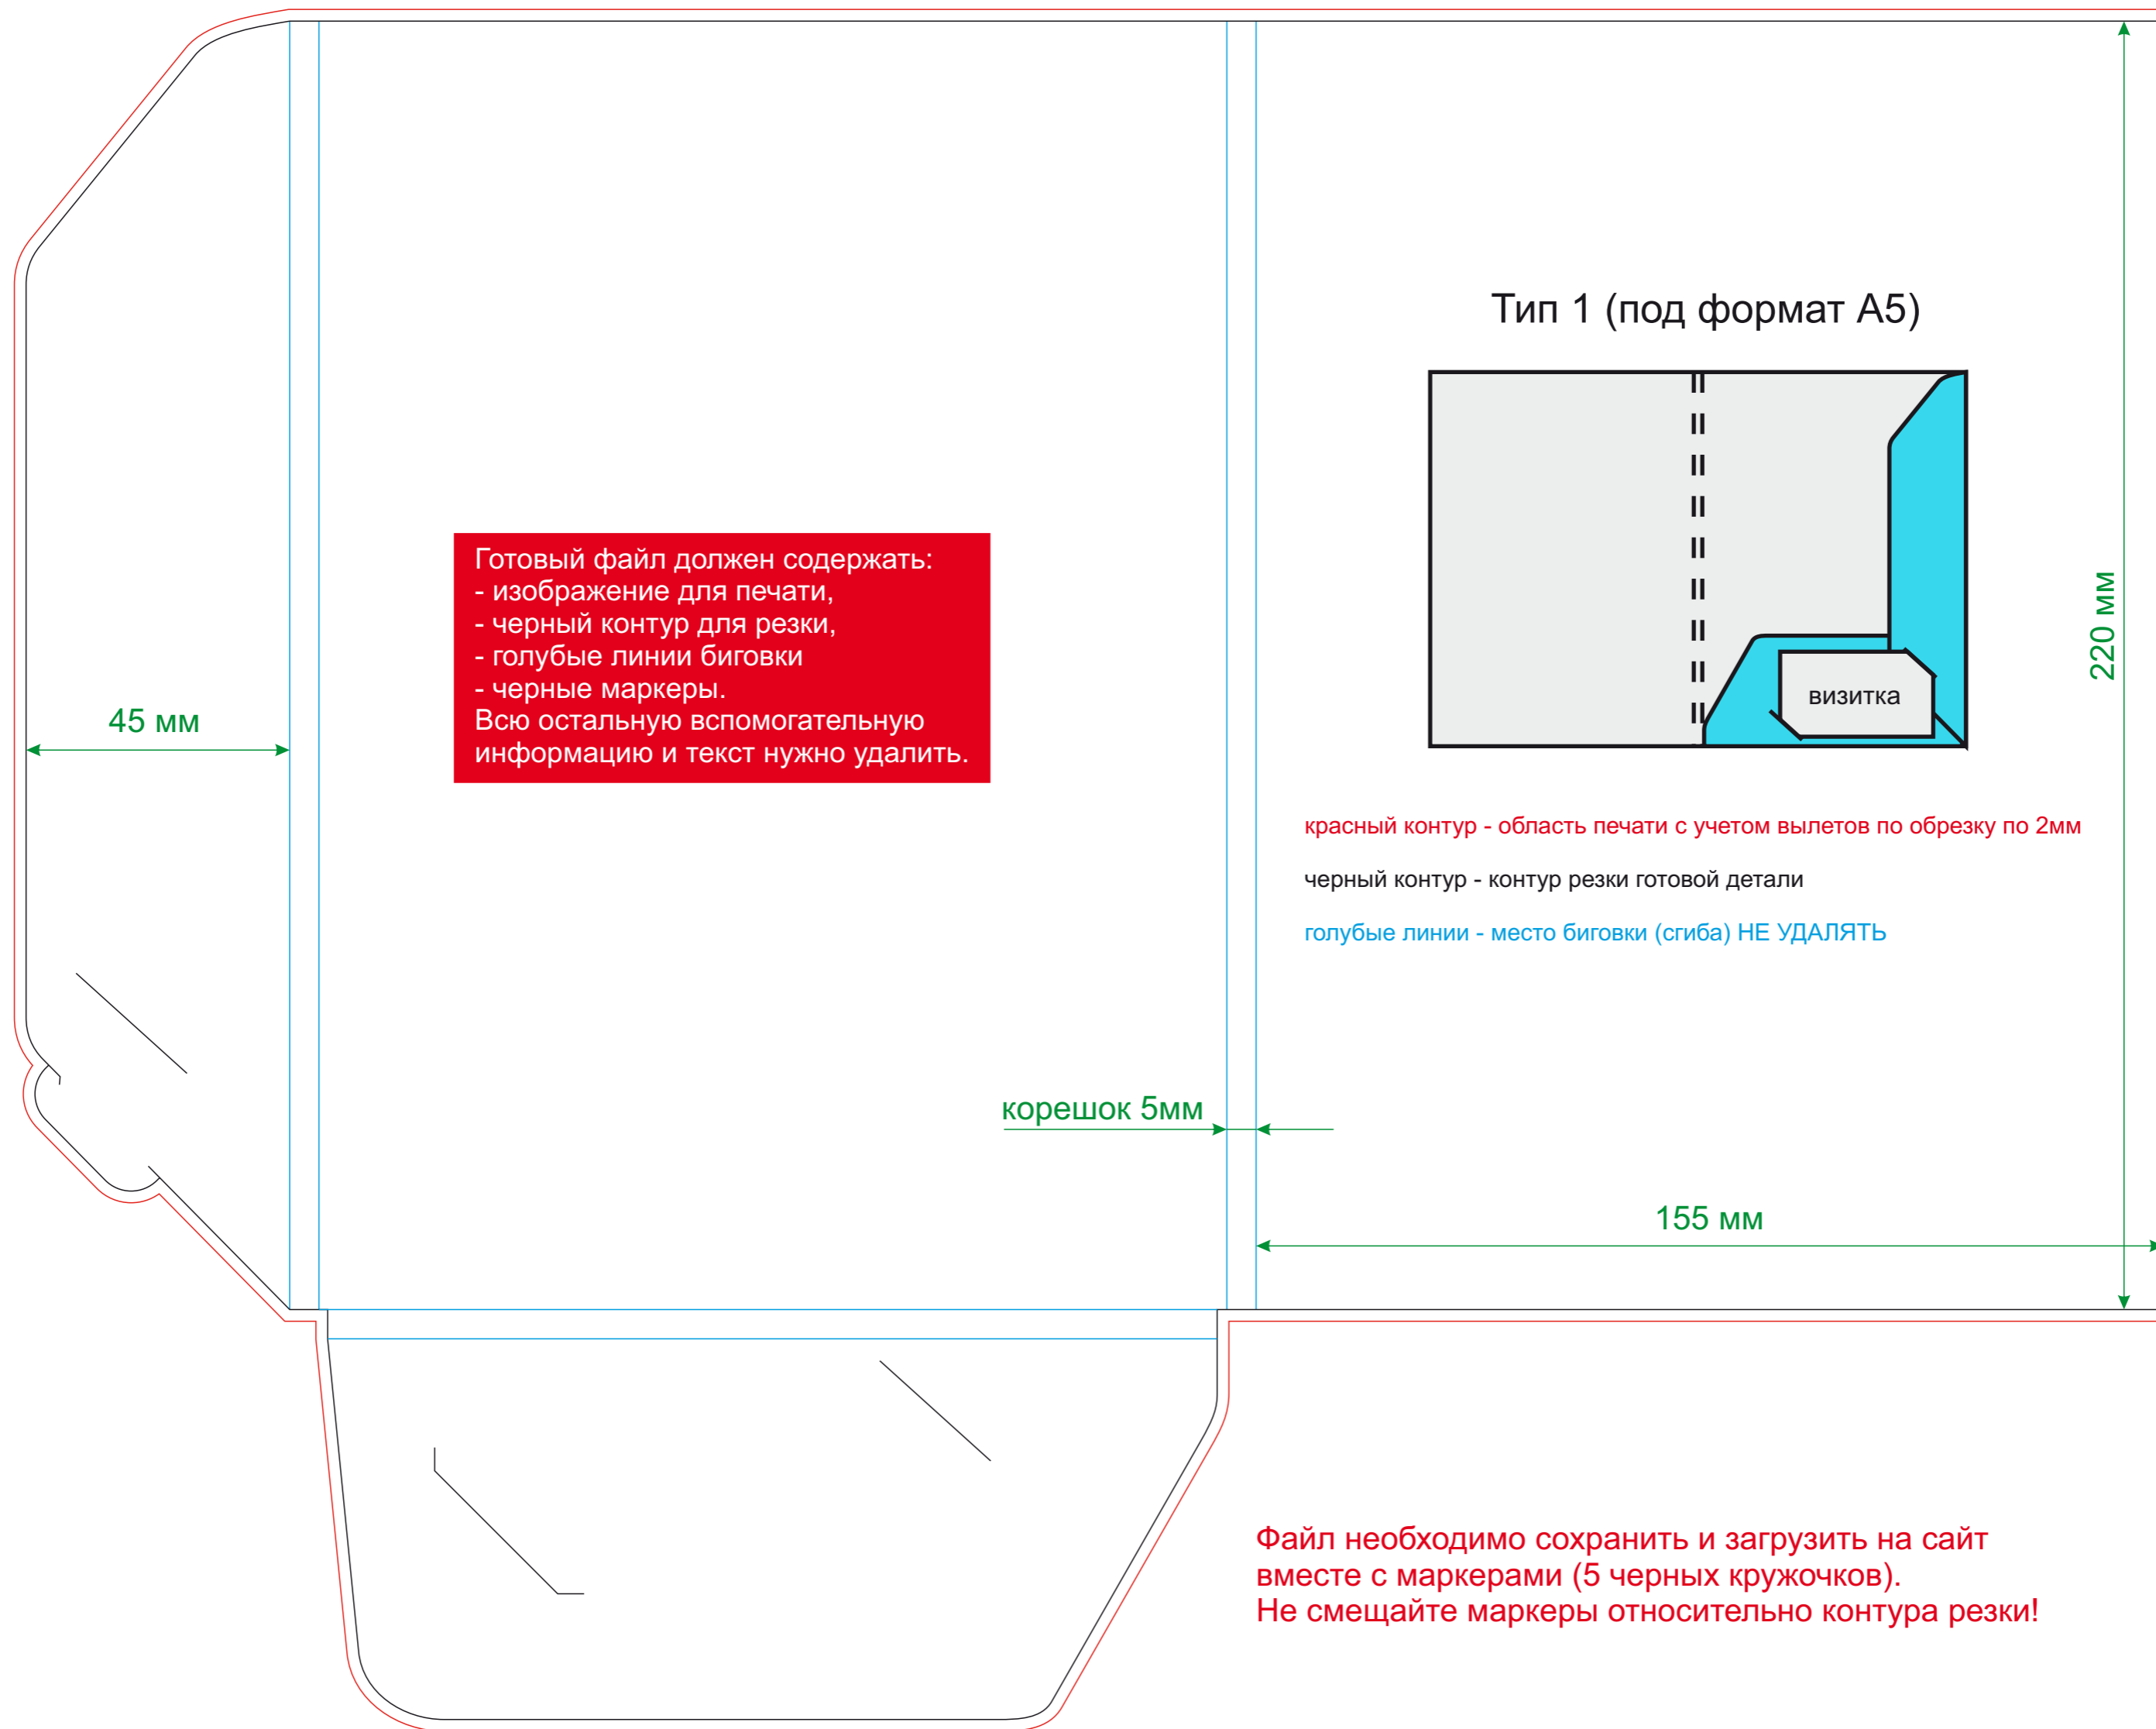 Тип 1 (под формат А5)
Готовый файл должен содержать:
- изображение для печати,
- черный контур для резки,
- голубые линии биговки
- черные маркеры.
Всю остальную вспомогательную
информацию и текст нужно удалить.
визитка
220 мм
45 мм
красный контур - область печати с учетом вылетов по обрезку по 2мм
черный контур - контур резки готовой детали
голубые линии - место биговки (сгиба) НЕ УДАЛЯТЬ
корешок 5мм
155 мм
Файл необходимо сохранить и загрузить на сайт
вместе с маркерами (5 черных кружочков).
Не смещайте маркеры относительно контура резки!